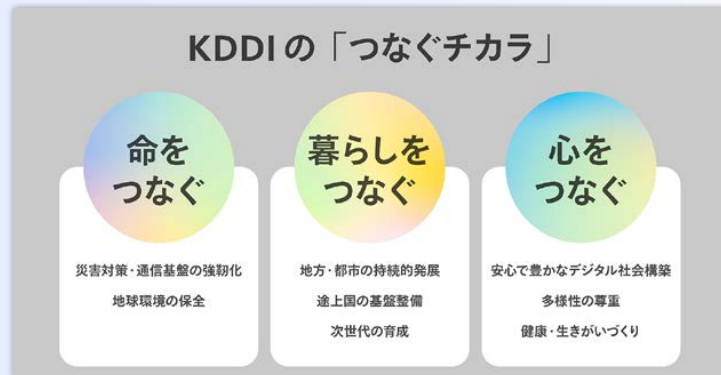 KDDIの「つなぐチカラ」
命を
つなぐ
災害対策・通信基盤の強靭化
地球環境の保全
暮らしを
つなぐ
地方・都市の持続的発展
途上国の基盤整備
次世代の育成
心を
つなぐ
安心で豊かなデジタル社会構築
多様性の尊重
健康・生きがいづくり